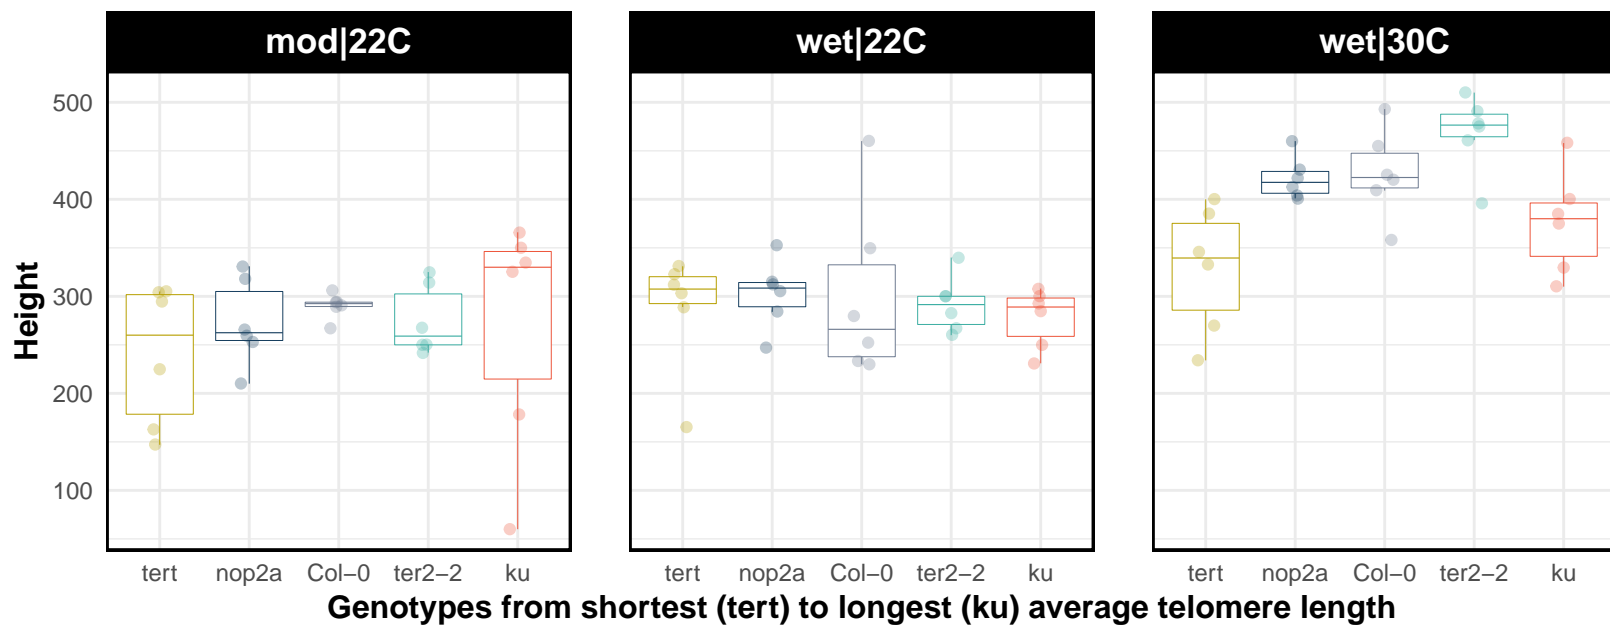 mod|22C wet|22C wet|30C
Height
500
400
300
200
100
tert nop2a Col−0 ter2−2 ku tert nop2a Col−0 ter2−2 ku tert nop2a Col−0 ter2−2 ku
Genotypes from shortest (tert) to longest (ku) average telomere length